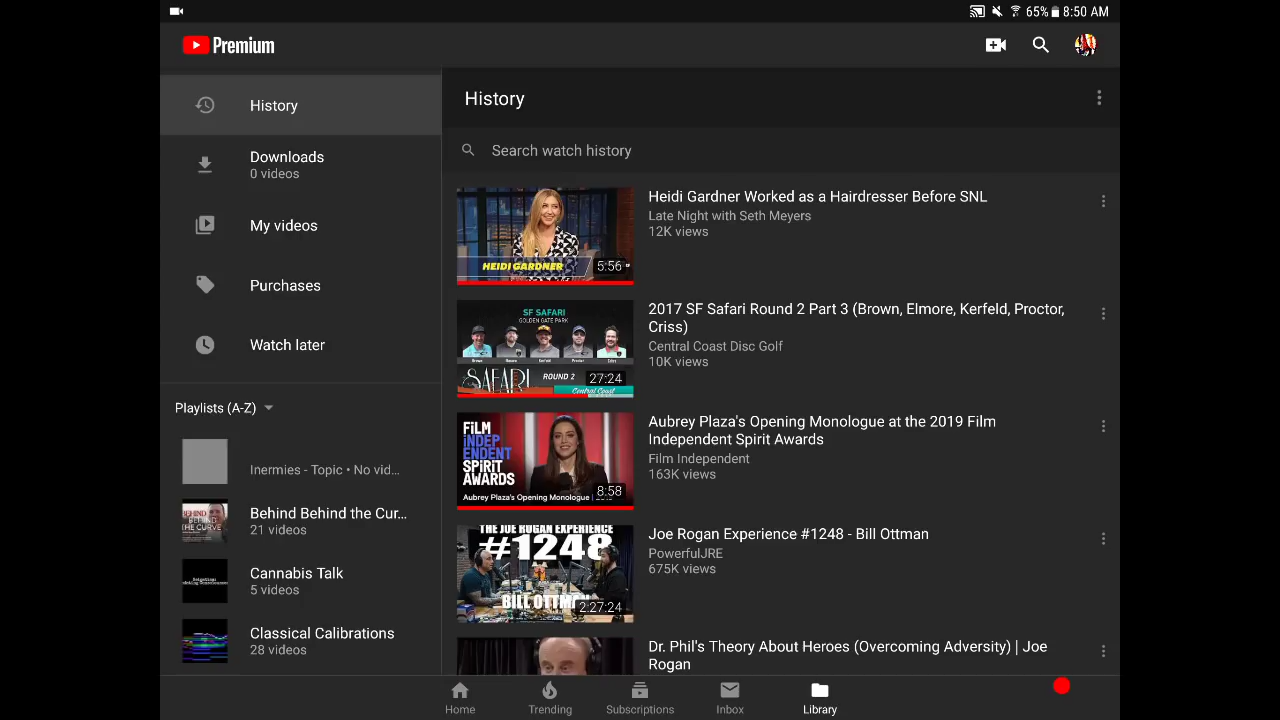 65% 8:50 AM
Premium
History
Downloads
0 videos
My videos
Purchases
Watch later
Playlists (A-Z)
Inermies - Topic • No vid...
Behind Behind the Cur...
21 videos
Cannabis Talk
5 videos
Classical Calibrations
28 videos
History
Search watch history
HEIDI GARDNER
5:56
Heidi Gardner Worked as a Hairdresser Before SNL
Late Night with Seth Meyers
12K views
SF SAFARI
GOLDEN GATE PARK
Brown Elmore Kerfeld Proctor Criss
SAFARI ROUND 2
Central Coast
27:24
2017 SF Safari Round 2 Part 3 (Brown, Elmore, Kerfeld, Proctor,
Criss)
Central Coast Disc Golf
10K views
FiLM
INDEP
ENDENT
SPiRiT
AWARDS
8:58
Aubrey Plaza's Opening Monologue
Aubrey Plaza's Opening Monologue at the 2019 Film
Independent Spirit Awards
Film Independent
163K views
THE JOE ROGAN EXPERIENCE
#1248
BILL OTTMAN
2:27:24
Joe Rogan Experience #1248 - Bill Ottman
PowerfulJRE
675K views
Dr. Phil's Theory About Heroes (Overcoming Adversity) | Joe
Rogan
Home
Trending
Subscriptions
Inbox
Library